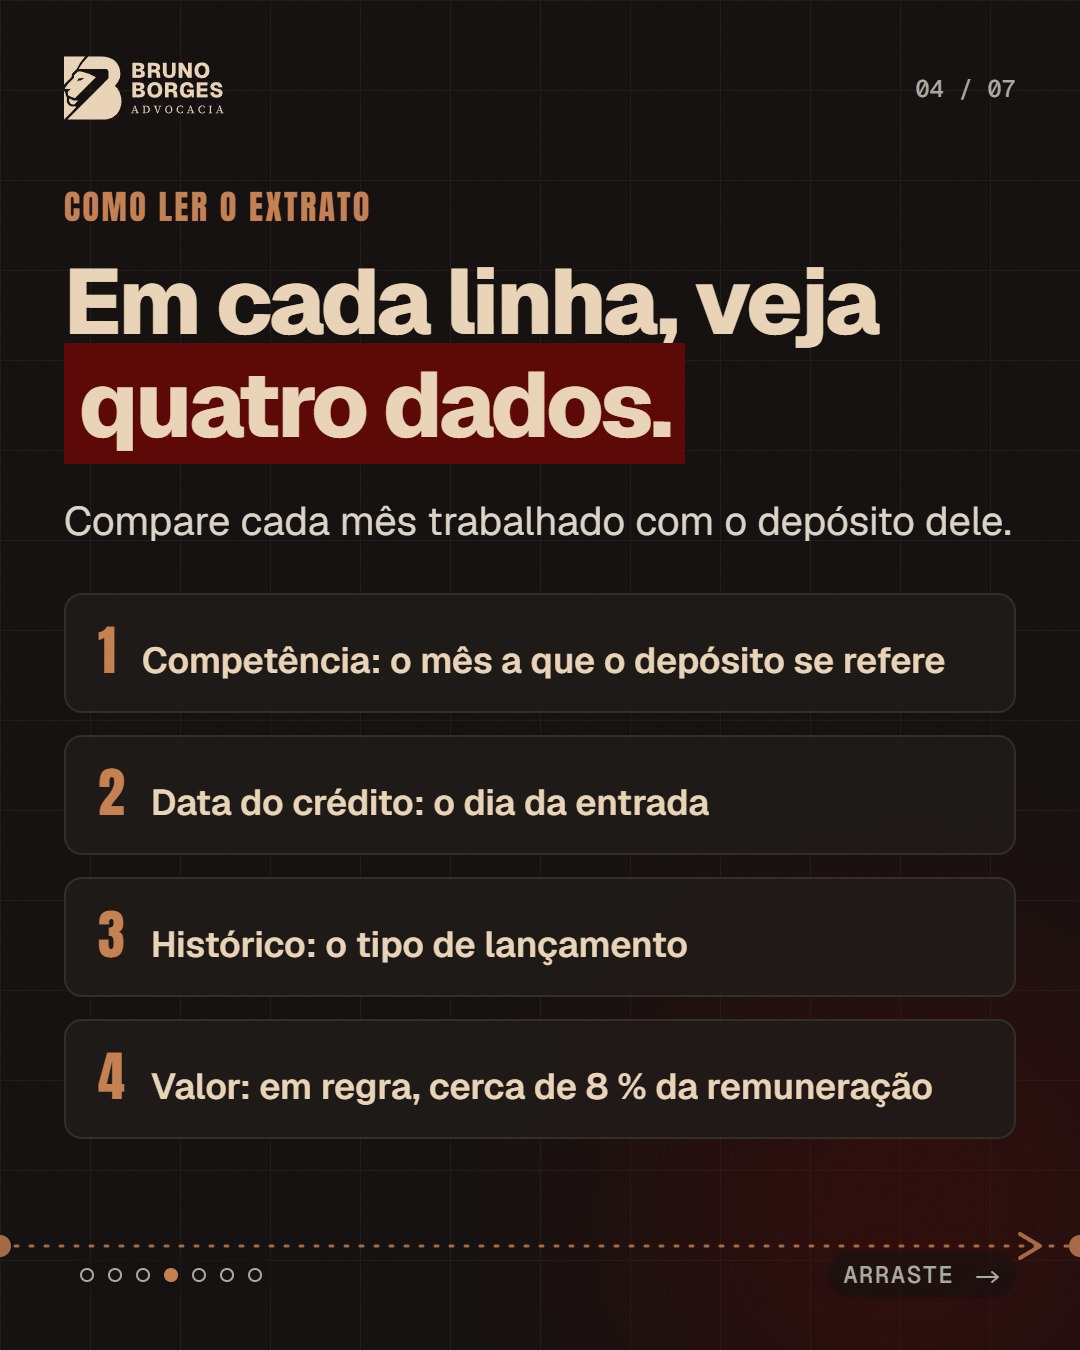 BRUNO
BORGES
ADVOCACIA
04 / 07
COMO LER O EXTRATO
Em cada linha, veja
quatro dados.
Compare cada mês trabalhado com o depósito dele.
1 Competência: o mês a que o depósito se refere
2 Data do crédito: o dia da entrada
3 Histórico: o tipo de lançamento
4 Valor: em regra, cerca de 8 % da remuneração
ARRASTE →